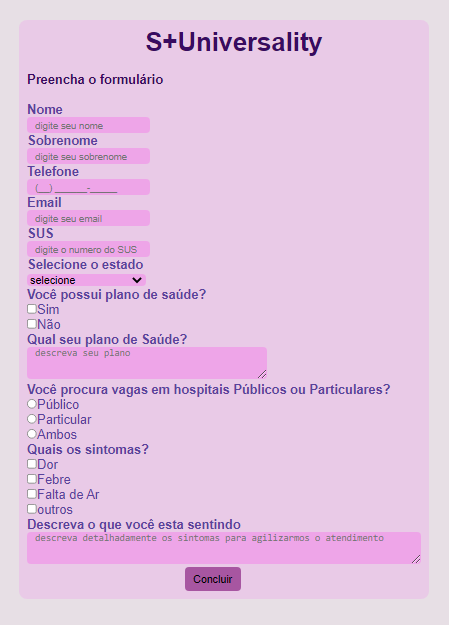 S+Universality
Preencha o formulário
Nome
digite seu nome
Sobrenome
digite seu sobrenome
Telefone
(__) ______-_____
Email
digite seu email
SUS
digite o numero do SUS
Selecione o estado
selecione
Você possui plano de saúde?
Sim
Não
Qual seu plano de Saúde?
descreva seu plano
Você procura vagas em hospitais Públicos ou Particulares?
Público
Particular
Ambos
Quais os sintomas?
Dor
Febre
Falta de Ar
outros
Descreva o que você esta sentindo
descreva detalhadamente os sintomas para agilizarmos o atendimento
Concluir